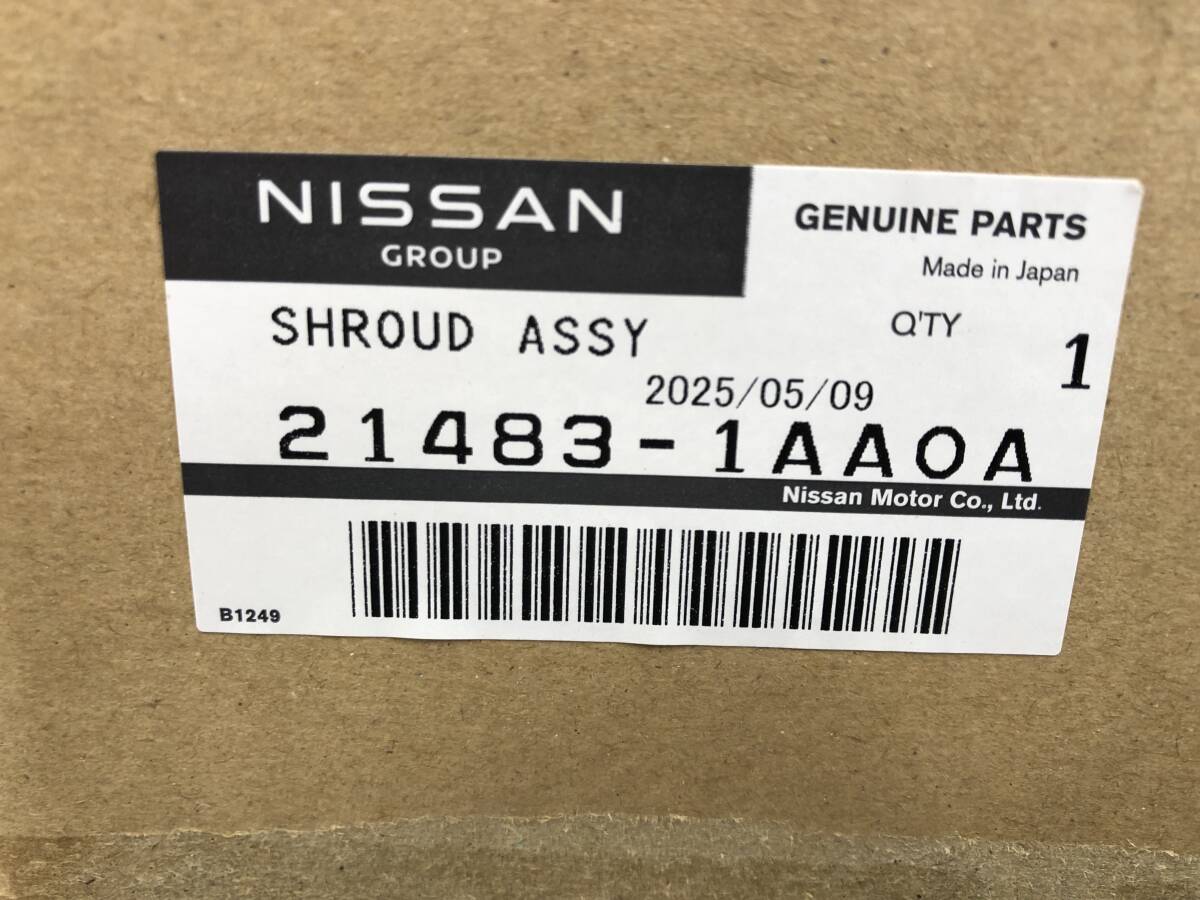 NISSAN
GROUP
GENUINE PARTS
Made in Japan
SHROUD ASSY
Q'TY 1
2025/05/09
21483-1AA0A
Nissan Motor Co., Ltd.
B1249